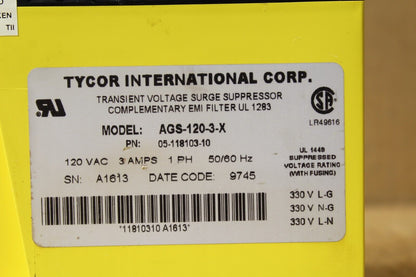 KEN
TII
TYCOR INTERNATIONAL CORP.
TRANSIENT VOLTAGE SURGE SUPPRESSOR
COMPLEMENTARY EMI FILTER UL 1283
LR49616
MODEL: AGS-120-3-X
PN: 05-118103-10
120 VAC 3 AMPS 1 PH 50/60 Hz
SN: A1613 DATE CODE: 9745
UL 1449
SUPPRESSED
VOLTAGE RATING
(WITH FUSING)
330 V L-G
330 V N-G
330 V L-N
*11810310 A1613*